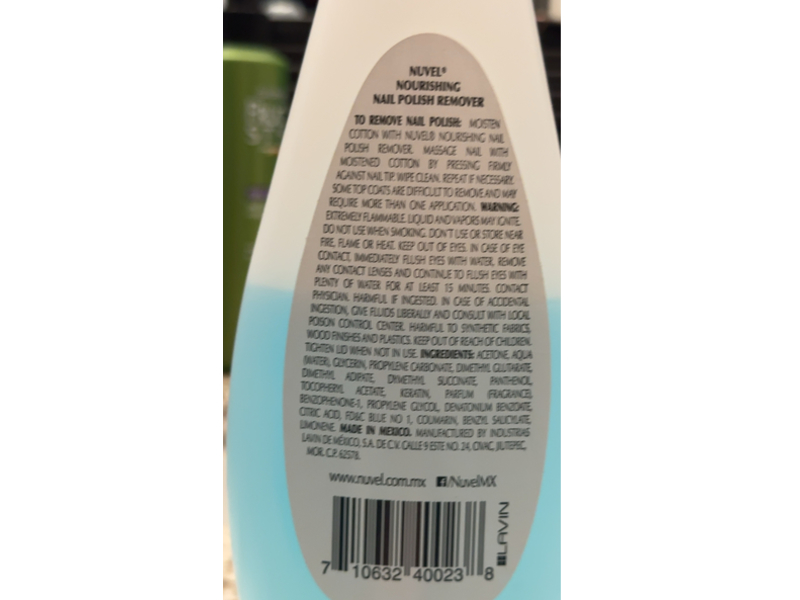 NUVEL®
NOURISHING
NAIL POLISH REMOVER
TO REMOVE NAIL POLISH: MOISTEN
COTTON WITH NUVEL® NOURISHING NAIL
POLISH REMOVER. MASSAGE NAIL WITH
MOISTENED COTTON BY PRESSING FIRMLY
AGAINST NAIL TIP. WIPE CLEAN. REPEAT IF NECESSARY.
SOME TOP COATS ARE DIFFICULT TO REMOVE AND MAY
REQUIRE MORE THAN ONE APPLICATION. WARNING:
EXTREMELY FLAMMABLE. LIQUID AND VAPORS MAY IGNITE.
DO NOT USE WHEN SMOKING. DON'T USE OR STORE NEAR
FIRE, FLAME OR HEAT. KEEP OUT OF EYES. IN CASE OF EYE
CONTACT, IMMEDIATELY FLUSH EYES WITH WATER, REMOVE
ANY CONTACT LENSES AND CONTINUE TO FLUSH EYES WITH
PLENTY OF WATER FOR AT LEAST 15 MINUTES. CONTACT
PHYSICIAN. HARMFUL IF INGESTED. IN CASE OF ACCIDENTAL
INGESTION, GIVE FLUIDS LIBERALLY AND CONSULT WITH LOCAL
POISON CONTROL CENTER. HARMFUL TO SYNTHETIC FABRICS,
WOOD FINISHES AND PLASTICS. KEEP OUT OF REACH OF CHILDREN.
TIGHTEN LID WHEN NOT IN USE. INGREDIENTS: ACETONE, AQUA
(WATER), GLYCERIN, PROPYLENE CARBONATE, DIMETHYL GLUTARATE,
DIMETHYL ADIPATE, DYMETHYL SUCCINATE, PANTHENOL,
TOCOPHERYL ACETATE, KERATIN, PARFUM (FRAGRANCE),
BENZOPHENONE-1, PROPYLENE GLYCOL, DENATONIUM BENZOATE,
CITRIC ACID, FD&C BLUE NO 1, COUMARIN, BENZYL SALICYLATE,
LIMONENE. MADE IN MEXICO. MANUFACTURED BY INDUSTRIAS
LAVIN DE MÉXICO, S.A. DE C.V. CALLE 9 ESTE NO. 24, CIVAC, JIUTEPEC,
MOR. C.P. 62578.
www.nuvel.com.mx /NuvelMX
LAVIN
7 10632 40023 8